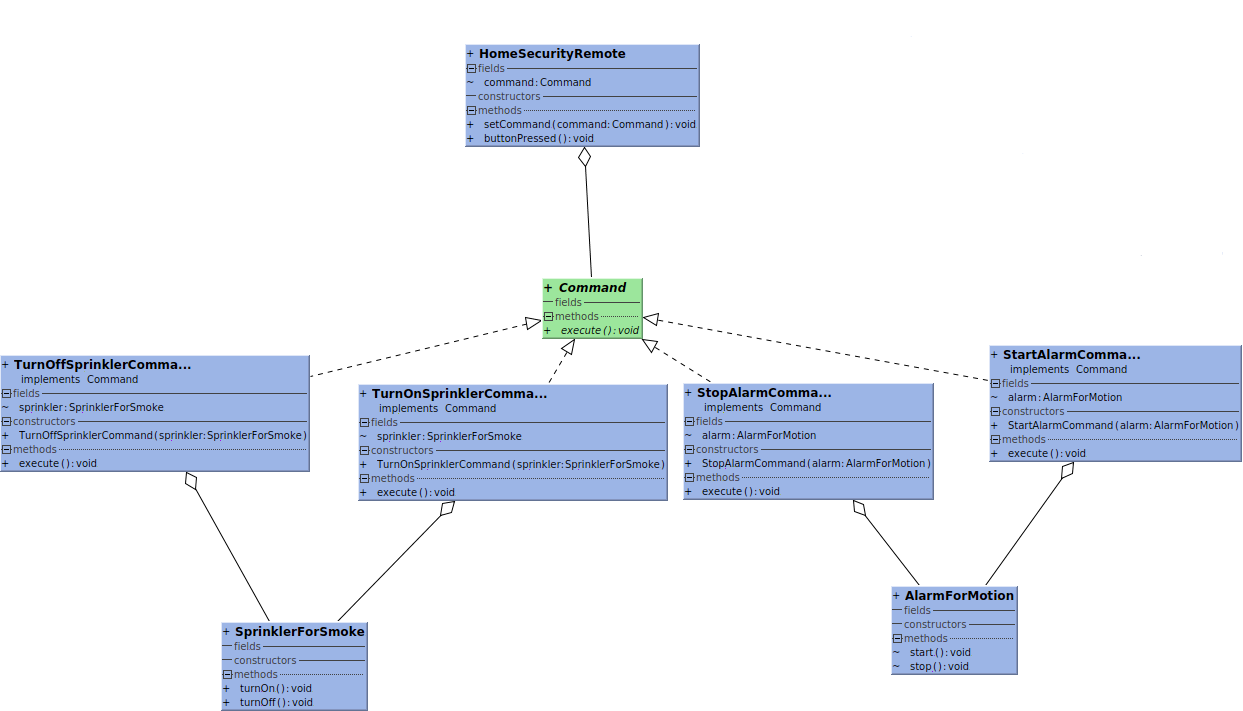 + HomeSecurityRemote
fields
~ command:Command
constructors
methods
+ setCommand(command:Command):void
+ buttonPressed():void
+ Command
fields
methods
+ execute():void
+ TurnOffSprinklerComma...
implements Command
fields
~ sprinkler:SprinklerForSmoke
constructors
+ TurnOffSprinklerCommand(sprinkler:SprinklerForSmoke)
methods
+ execute():void
+ TurnOnSprinklerComma...
implements Command
fields
~ sprinkler:SprinklerForSmoke
constructors
+ TurnOnSprinklerCommand(sprinkler:SprinklerForSmoke)
methods
+ execute():void
+ StopAlarmComma...
implements Command
fields
~ alarm:AlarmForMotion
constructors
+ StopAlarmCommand(alarm:AlarmForMotion)
methods
+ execute():void
+ StartAlarmComma...
implements Command
fields
~ alarm:AlarmForMotion
constructors
+ StartAlarmCommand(alarm:AlarmForMotion)
methods
+ execute():void
+ SprinklerForSmoke
fields
constructors
methods
+ turnOn():void
+ turnOff():void
+ AlarmForMotion
fields
constructors
methods
~ start():void
~ stop():void